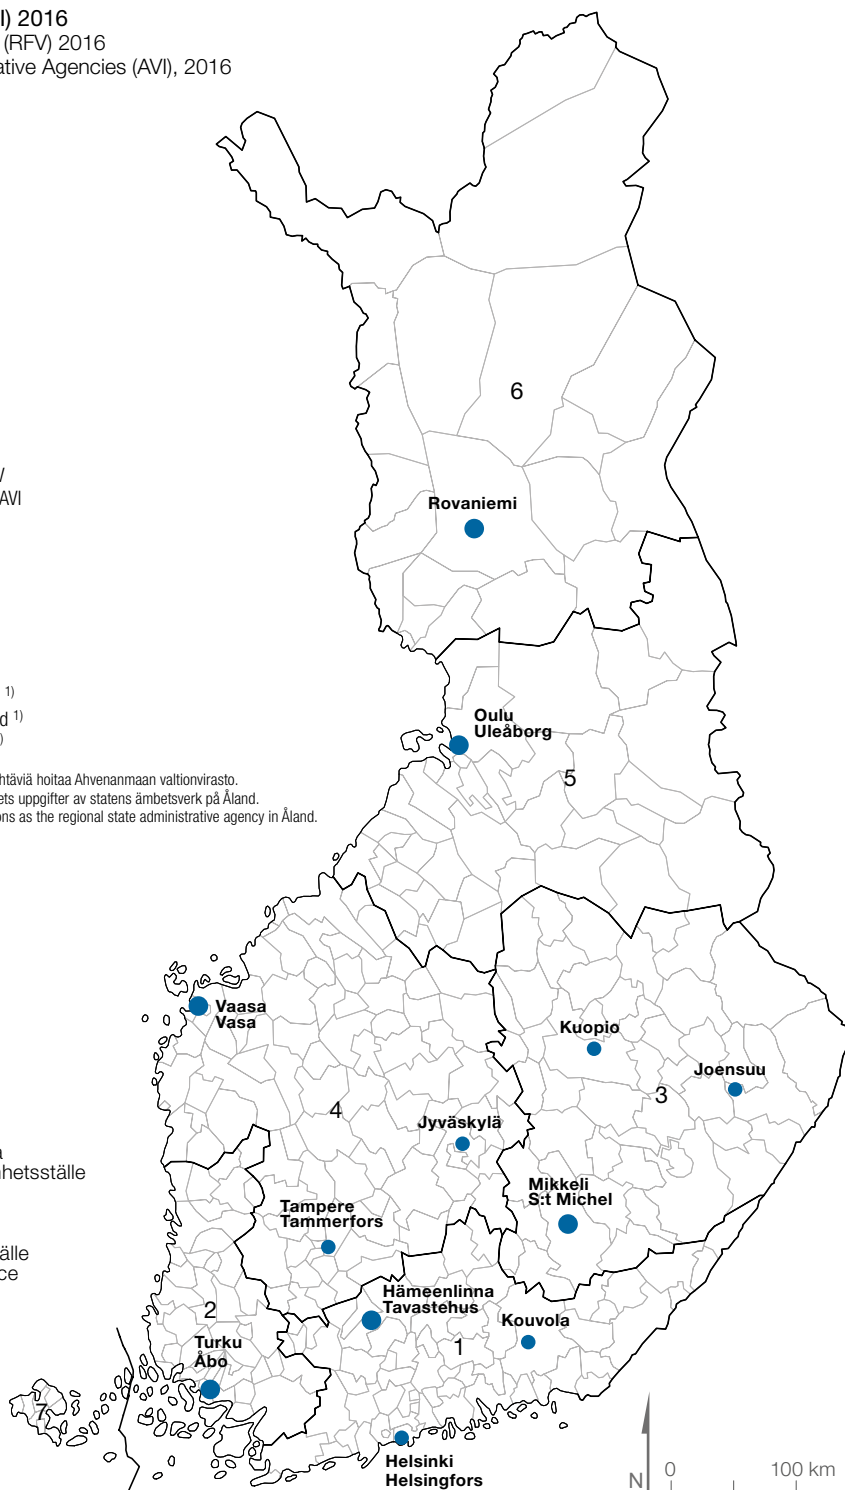 I) 2016
(RFV) 2016
ative Agencies (AVI), 2016
6
AVI
Rovaniemi
1)
d 1)
)
Oulu
Uleåborg
htäviä hoitaa Ahvenanmaan valtionvirasto.
ets uppgifter av statens ämbetsverk på Åland.
ons as the regional state administrative agency in Åland.
5
Vaasa
Vasa
Kuopio
Joensuu
3
4
Jyväskylä
a
nhetsställe
Mikkeli
S:t Michel
Tampere
Tammerfors
älle
ce
Hämeenlinna
Tavastehus
2
Kouvola
Turku
Åbo
1
7
Helsinki
Helsingfors
N
0 100 km